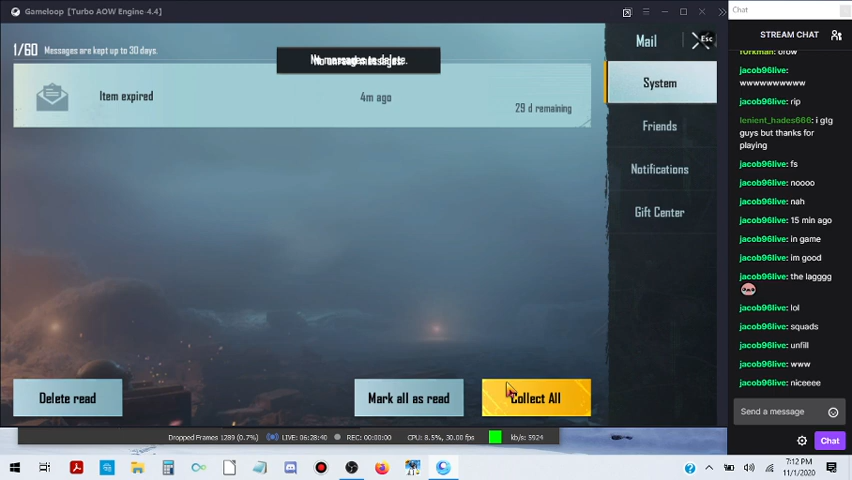 Gameloop [Turbo AOW Engine 4.4]
1/60 Messages are kept up to 30 days.
Item expired
4m ago
29 d remaining
Mail
Esc
System
Friends
Notifications
Gift Center
Delete read
Mark all as read
Collect All
Dropped Frames 1289 (0.7%)
LIVE: 06:28:40
REC: 00:00:00
CPU: 8.5%, 30.00 fps
kb/s: 5924
Chat
STREAM CHAT
crow
jacob96live:
wwwwwwwwww
jacob96live: rip
lenient_hades666: i gtg
guys but thanks for
playing
jacob96live: fs
jacob96live: noooo
jacob96live: nah
jacob96live: 15 min ago
jacob96live: in game
jacob96live: im good
jacob96live: the lagggg
jacob96live: lol
jacob96live: squads
jacob96live: unfill
jacob96live: www
jacob96live: niceeee
Send a message
Chat
7:12 PM
11/1/2020